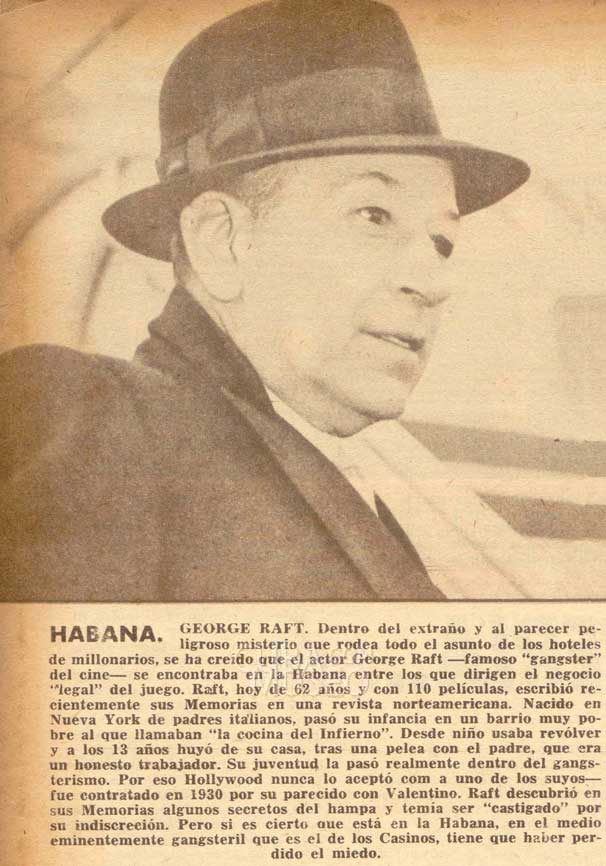 HABANA. GEORGE RAFT. Dentro del extraño y al parecer pe-
ligroso misterio que rodea todo el asunto de los hoteles
de millonarios, se ha creído que el actor George Raft —famoso "gangster"
del cine— se encontraba en la Habana entre los que dirigen el negocio
"legal" del juego. Raft, hoy de 62 años y con 110 películas, escribió re-
cientemente sus Memorias en una revista norteamericana. Nacido en
Nueva York de padres italianos, pasó su infancia en un barrio muy po-
bre al que llamaban "la cocina del Infierno". Desde niño usaba revólver
y a los 13 años huyó de su casa, tras una pelea con el padre, que era
un honesto trabajador. Su juventud la pasó realmente dentro del gangs-
terismo. Por eso Hollywood nunca lo aceptó com a uno de los suyos—
fue contratado en 1930 por su parecido con Valentino. Raft descubrió en
sus Memorias algunos secretos del hampa y temía ser "castigado" por
su indiscreción. Pero si es cierto que está en la Habana, en el medio
eminentemente gangsteril que es el de los Casinos, tiene que haber per-
dido el miedo.